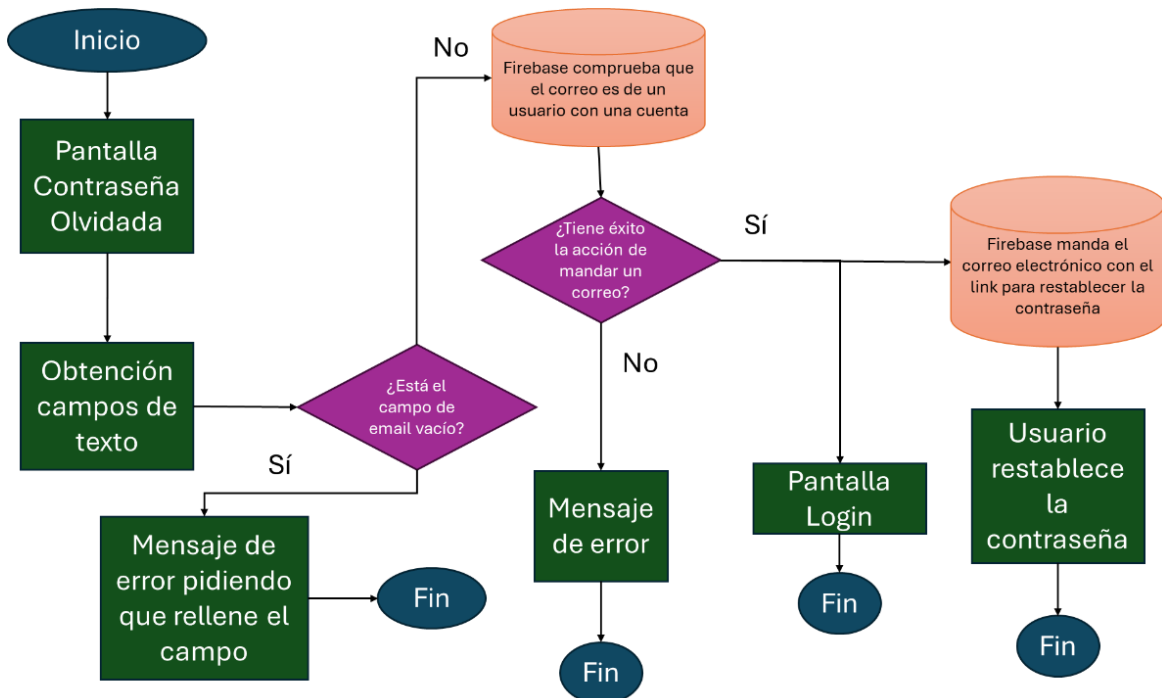 Inicio
Pantalla
Contraseña
Olvidada
Obtención
campos de
texto
¿Está el
campo de
email vacío?
Sí
Mensaje de
error pidiendo
que rellene el
campo
Fin
No
Firebase comprueba que
el correo es de un
usuario con una cuenta
¿Tiene éxito
la acción de
mandar un
correo?
No
Mensaje
de error
Fin
Sí
Pantalla
Login
Fin
Firebase manda el
correo electrónico con el
link para restablecer la
contraseña
Usuario
restablece
la
contraseña
Fin